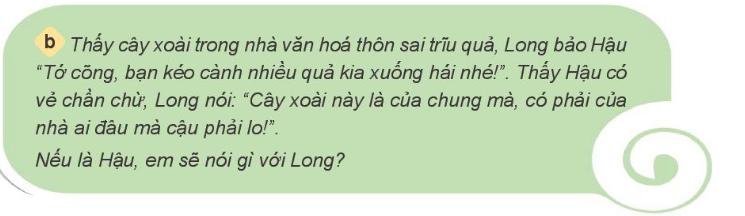 b Thấy cây xoài trong nhà văn hoá thôn sai trĩu quả, Long bảo Hậu
“Tớ cõng, bạn kéo cành nhiều quả kia xuống hái nhé!”. Thấy Hậu có
vẻ chần chừ, Long nói: “Cây xoài này là của chung mà, có phải của
nhà ai đâu mà cậu phải lo!”.
Nếu là Hậu, em sẽ nói gì với Long?